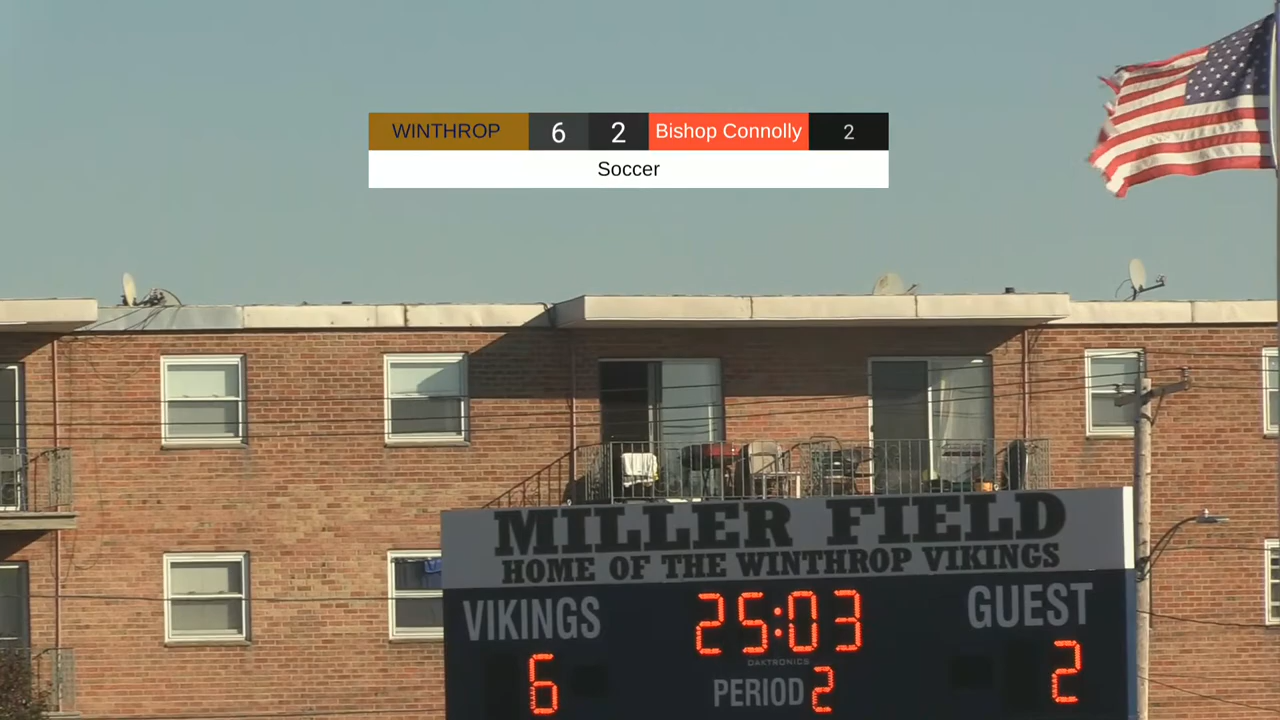 WINTHROP 6 2 Bishop Connolly 2
Soccer
MILLER FIELD
HOME OF THE WINTHROP VIKINGS
VIKINGS 25:03 GUEST
DAKTRONICS
6 PERIOD 2 2